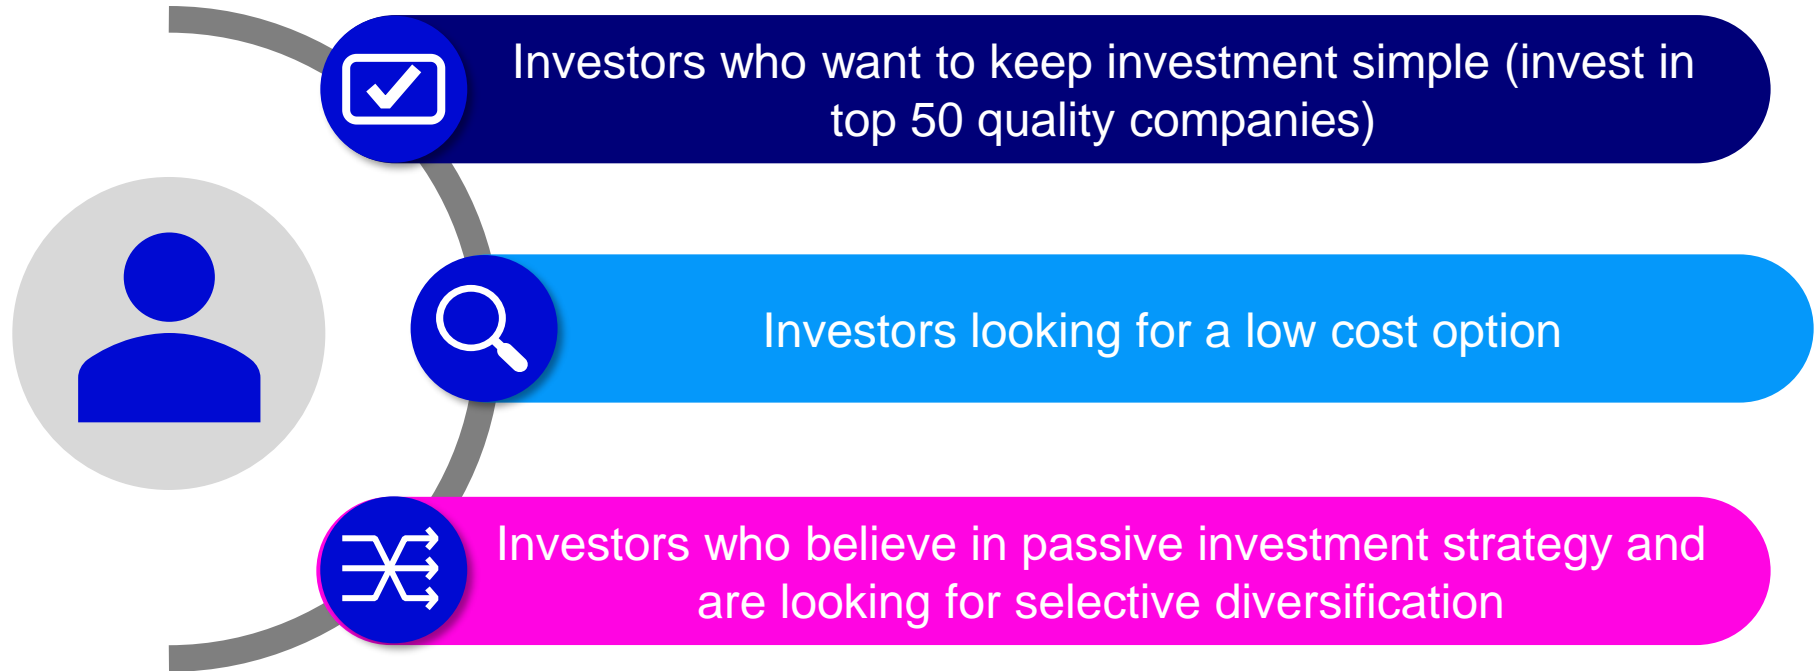 Investors who want to keep investment simple (invest in
top 50 quality companies)
Investors looking for a low cost option
Investors who believe in passive investment strategy and
are looking for selective diversification